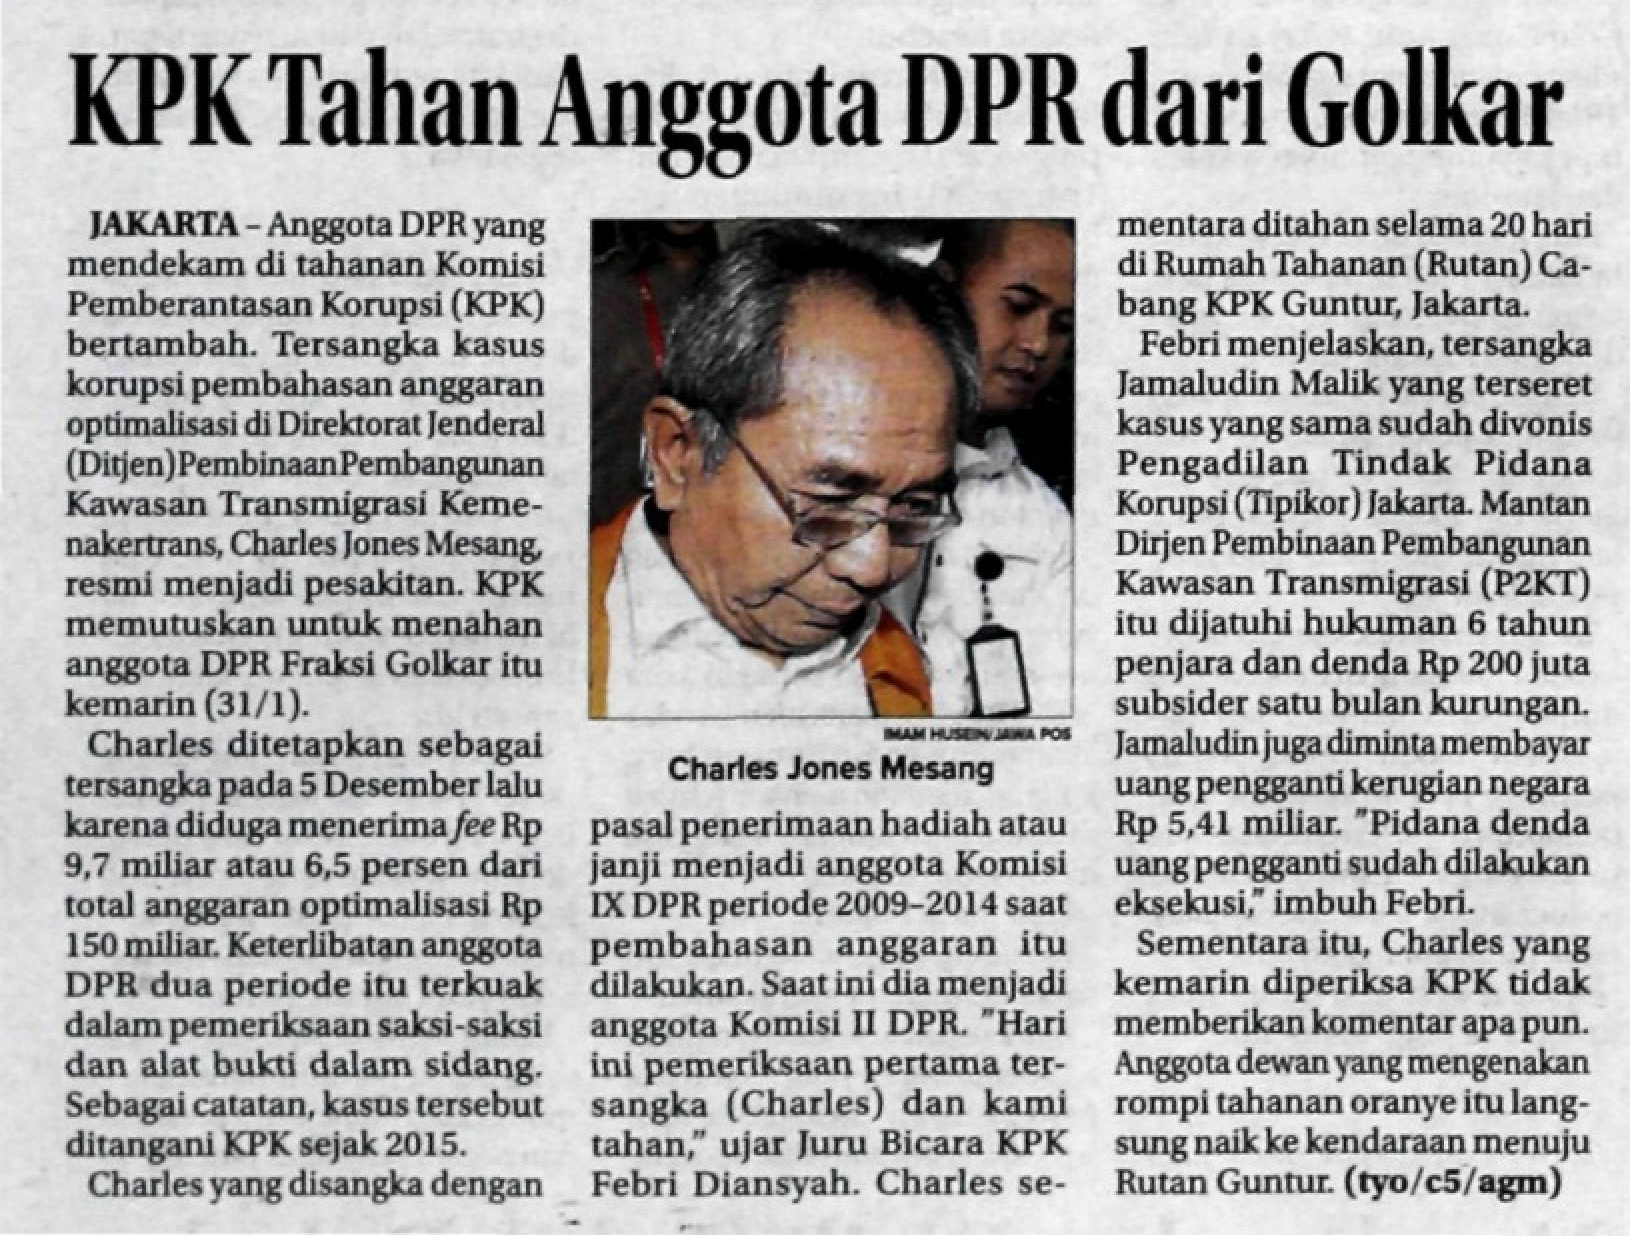 KPK Tahan Anggota DPR dari Golkar
JAKARTA – Anggota DPR yang
mendekam di tahanan Komisi
Pemberantasan Korupsi (KPK)
bertambah. Tersangka kasus
korupsi pembahasan anggaran
optimalisasi di Direktorat Jenderal
(Ditjen) Pembinaan Pembangunan
Kawasan Transmigrasi Keme-
nakertrans, Charles Jones Mesang,
resmi menjadi pesakitan. KPK
memutuskan untuk menahan
anggota DPR Fraksi Golkar itu
kemarin (31/1).
Charles ditetapkan sebagai
tersangka pada 5 Desember lalu
karena diduga menerima fee Rp
9,7 miliar atau 6,5 persen dari
total anggaran optimalisasi Rp
150 miliar. Keterlibatan anggota
DPR dua periode itu terkuak
dalam pemeriksaan saksi-saksi
dan alat bukti dalam sidang.
Sebagai catatan, kasus tersebut
ditangani KPK sejak 2015.
Charles yang disangka dengan
IMAM HUSEIN/JAWA POS
Charles Jones Mesang
pasal penerimaan hadiah atau
janji menjadi anggota Komisi
IX DPR periode 2009–2014 saat
pembahasan anggaran itu
dilakukan. Saat ini dia menjadi
anggota Komisi II DPR. "Hari
ini pemeriksaan pertama ter-
sangka (Charles) dan kami
tahan," ujar Juru Bicara KPK
Febri Diansyah. Charles se-
mentara ditahan selama 20 hari
di Rumah Tahanan (Rutan) Ca-
bang KPK Guntur, Jakarta.
Febri menjelaskan, tersangka
Jamaludin Malik yang terseret
kasus yang sama sudah divonis
Pengadilan Tindak Pidana
Korupsi (Tipikor) Jakarta. Mantan
Dirjen Pembinaan Pembangunan
Kawasan Transmigrasi (P2KT)
itu dijatuhi hukuman 6 tahun
penjara dan denda Rp 200 juta
subsider satu bulan kurungan.
Jamaludin juga diminta membayar
uang pengganti kerugian negara
Rp 5,41 miliar. "Pidana denda
uang pengganti sudah dilakukan
eksekusi," imbuh Febri.
Sementara itu, Charles yang
kemarin diperiksa KPK tidak
memberikan komentar apa pun.
Anggota dewan yang mengenakan
rompi tahanan oranye itu lang-
sung naik ke kendaraan menuju
Rutan Guntur. (tyo/c5/agm)